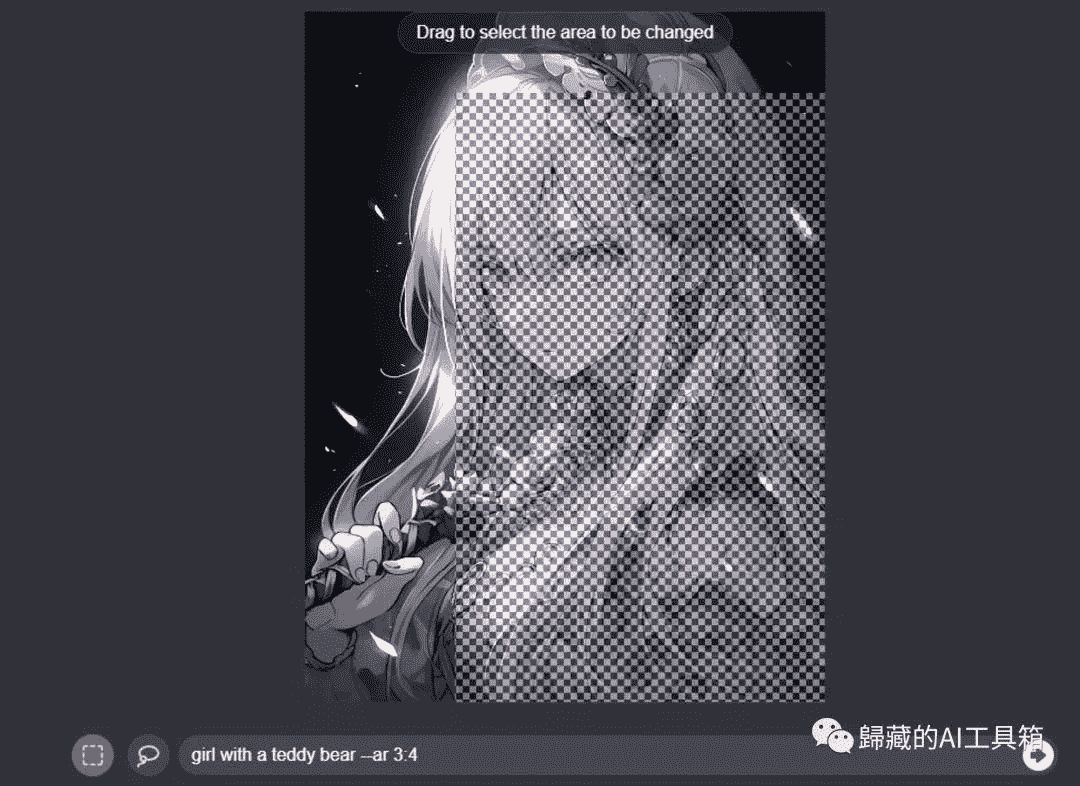 Drag to select the area to be changed
girl with a teddy bear --ar 3:4
歸藏的AI工具箱